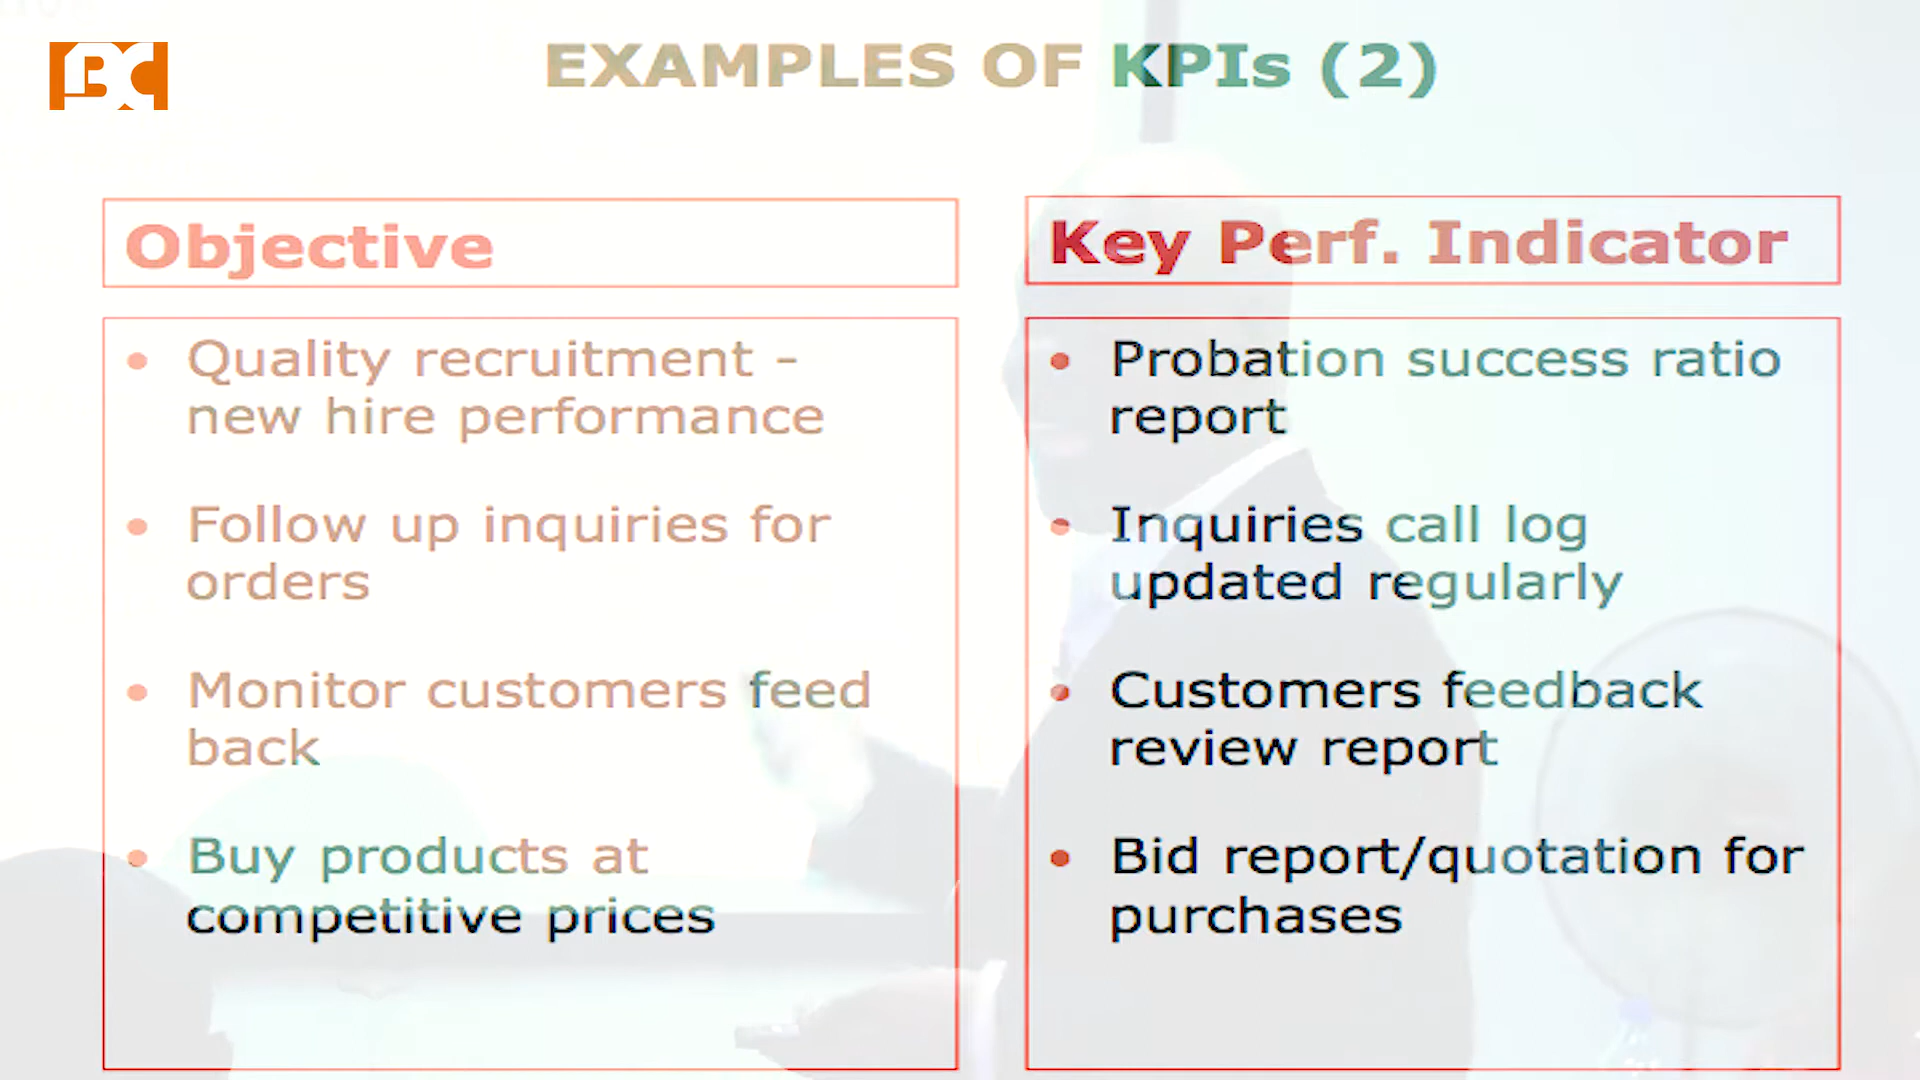 BC
EXAMPLES OF KPIs (2)
Objective
Key Perf. Indicator
• Quality recruitment -
new hire performance
• Follow up inquiries for
orders
• Monitor customers feed
back
• Buy products at
competitive prices
• Probation success ratio
report
• Inquiries call log
updated regularly
• Customers feedback
review report
• Bid report/quotation for
purchases